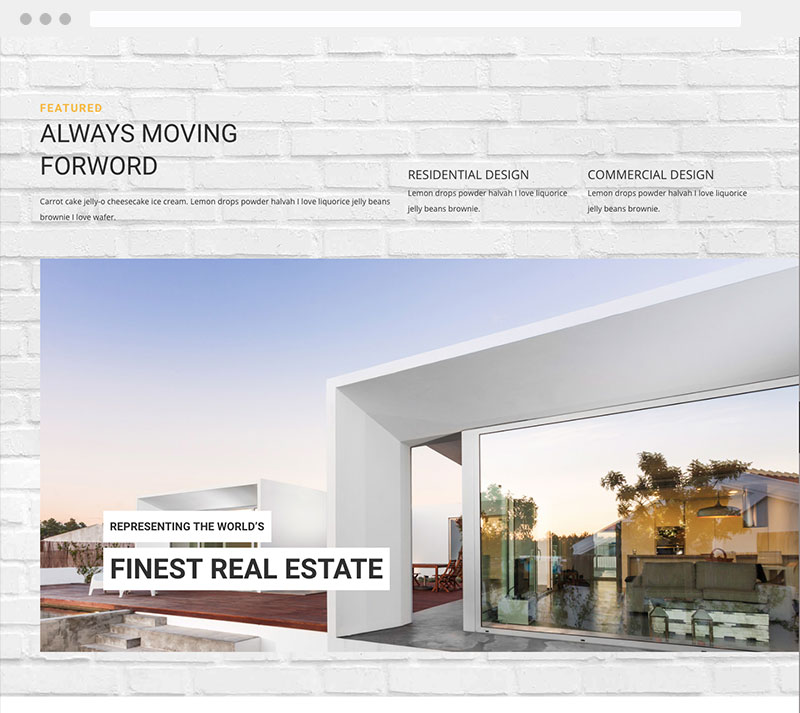 FEATURED
ALWAYS MOVING
FORWORD
Carrot cake jelly-o cheesecake ice cream. Lemon drops powder halvah I love liquorice jelly beans
brownie I love wafer.
RESIDENTIAL DESIGN
Lemon drops powder halvah I love liquorice
jelly beans brownie.
COMMERCIAL DESIGN
Lemon drops powder halvah I love liquorice
jelly beans brownie.
REPRESENTING THE WORLD'S
FINEST REAL ESTATE